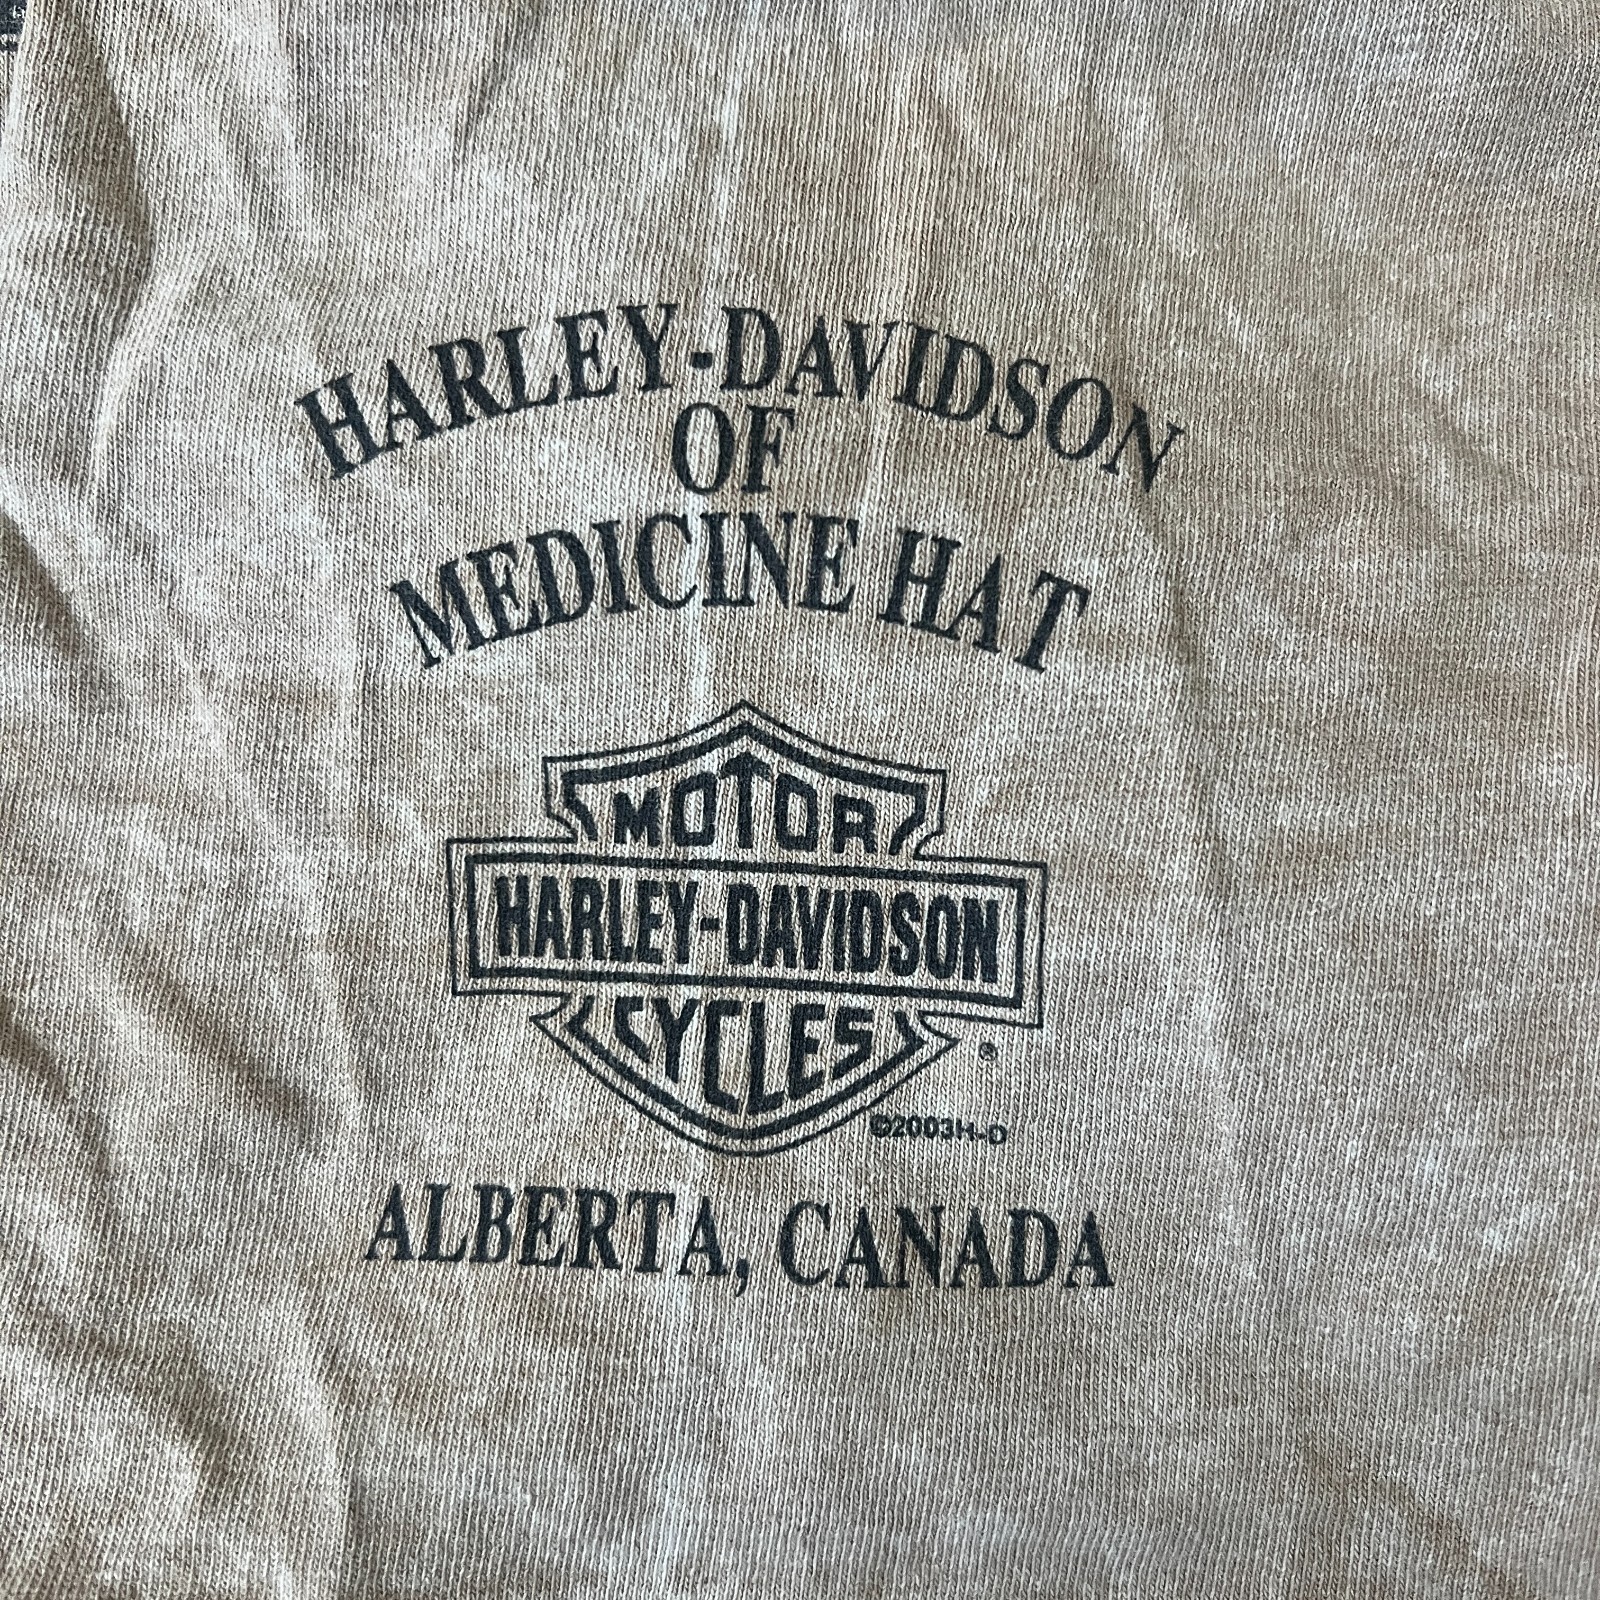 HARLEY-DAVIDSON
OF
MEDICINE HAT
MOTOR
HARLEY-DAVIDSON
CYCLES
®
©2003H-D
ALBERTA, CANADA